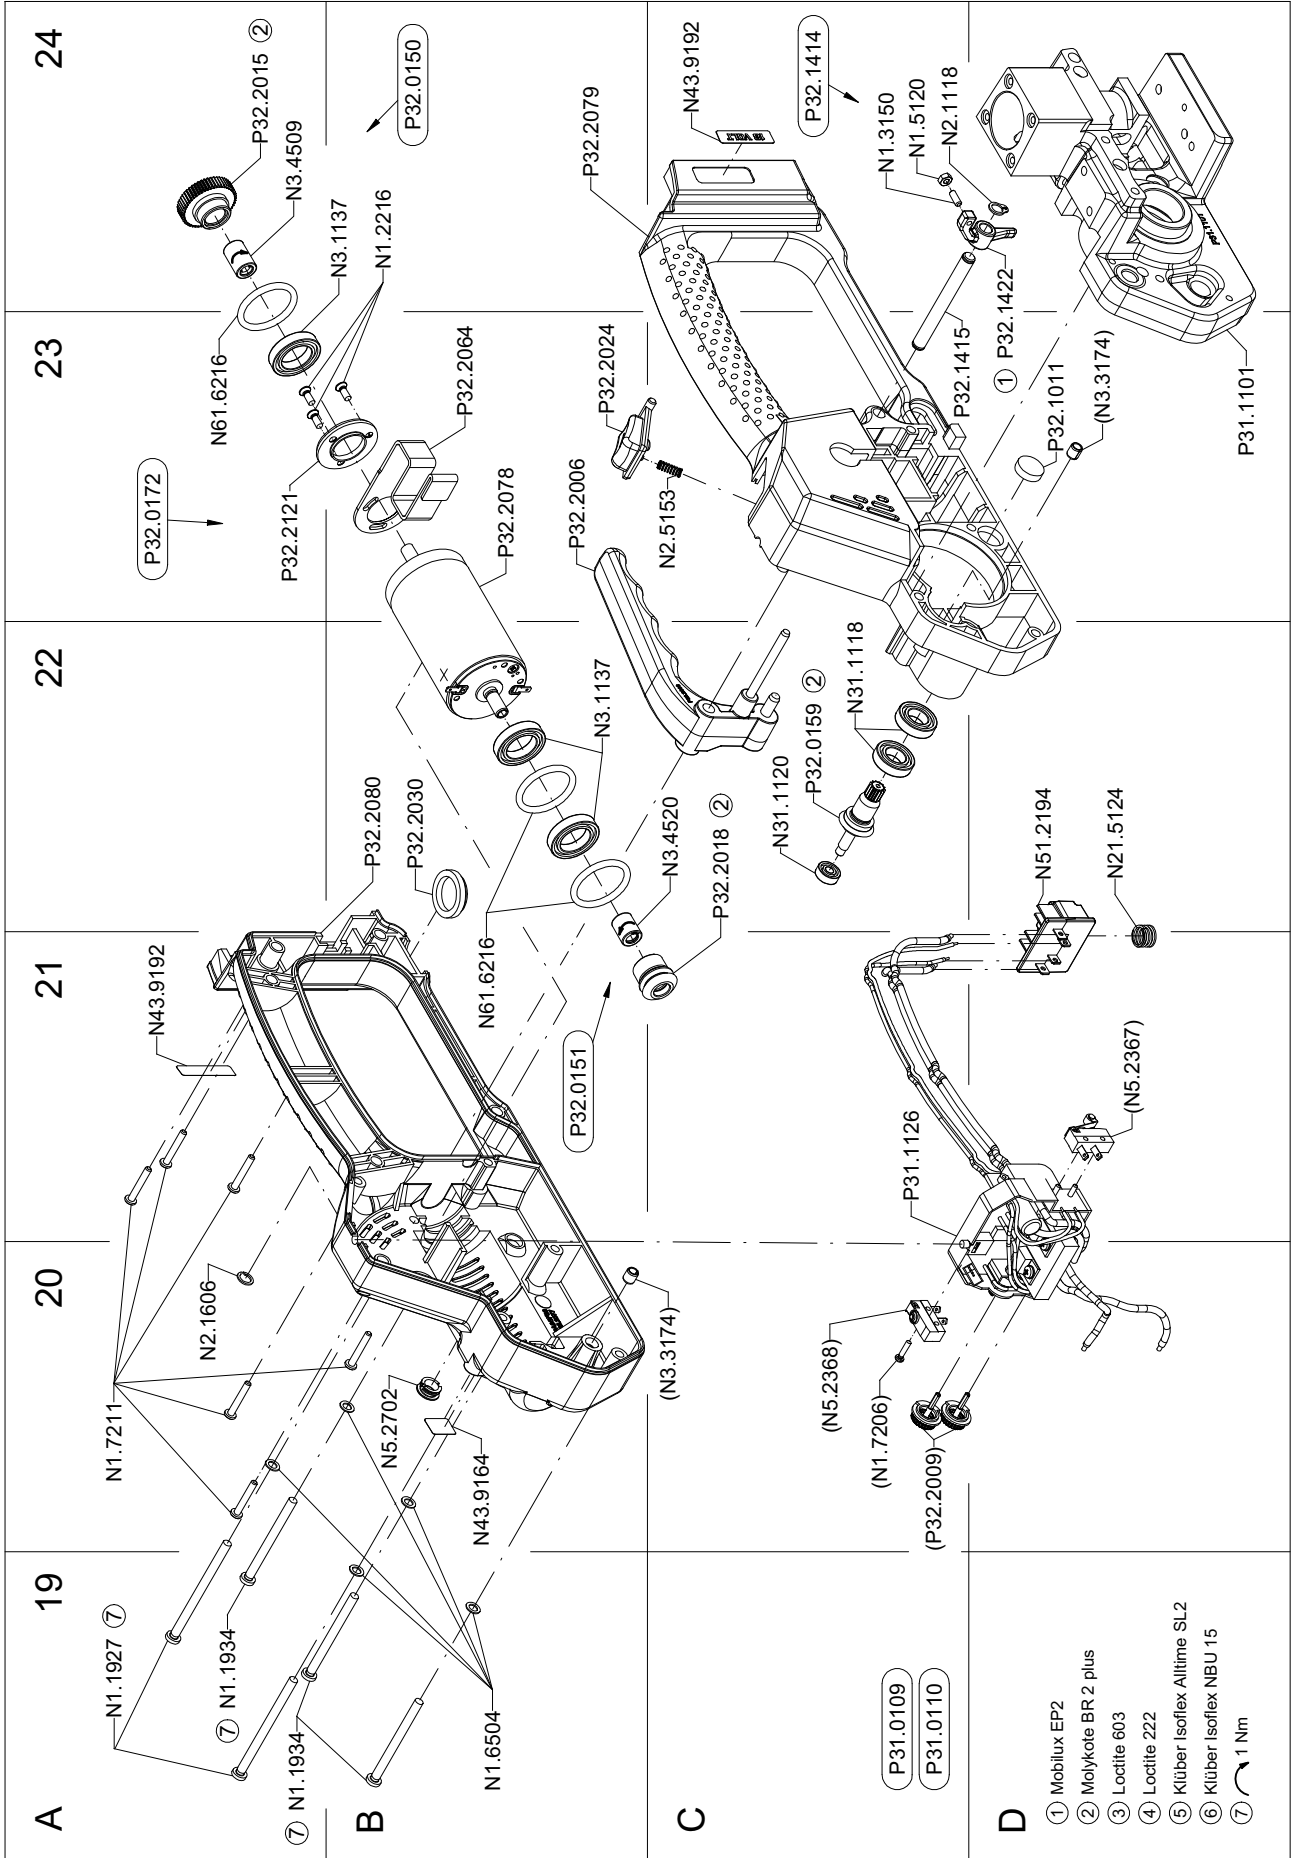 A
B
C
D
19
20
21
22
23
24
N1.1927 ⑦
⑦ N1.1934
⑦ N1.1934
N1.6504
N1.7211
N2.1606
N43.9192
N5.2702
N43.9164
(N3.3174)
P32.2080
P32.2030
N61.6216
P32.0151
N3.4520
P32.2018 ②
N3.1137
P32.0172
P32.2121
P32.2078
P32.2064
N61.6216
N1.2216
N3.1137
N3.4509
P32.2015 ②
P32.0150
P32.2006
N2.5153
P32.2024
P32.2079
N43.9192
18 VOLT
P32.1414
N1.3150
N1.5120
N2.1118
① P32.1422
P32.1415
P32.1011
(N3.3174)
P31.1101
N31.1120
P32.0159 ②
N31.1118
N51.2194
N21.5124
(N5.2367)
P31.1126
(N5.2368)
(N1.7206)
(P32.2009)
X
P31.0109
P31.0110
① Mobilux EP2
② Molykote BR 2 plus
③ Loctite 603
④ Loctite 222
⑤ Klüber Isoflex Alltime SL2
⑥ Klüber Isoflex NBU 15
⑦ 1 Nm